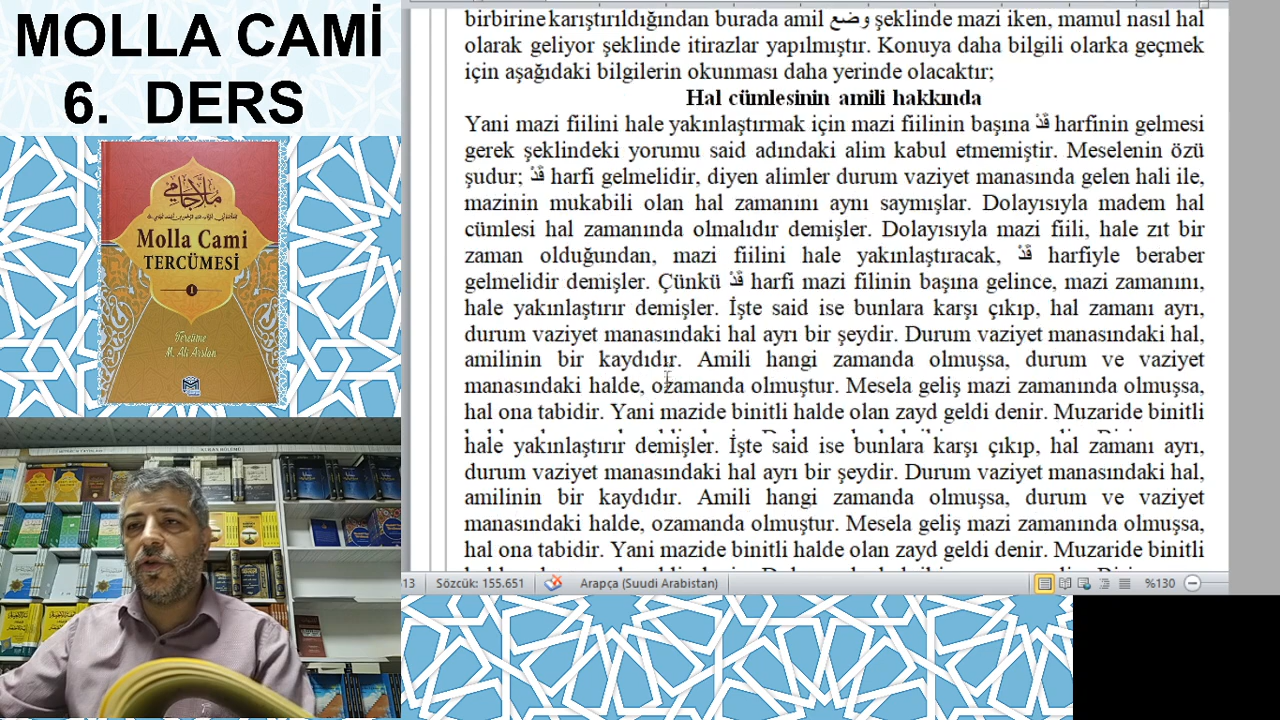 MOLLA CAMİ
6. DERS
Molla Cami
TERCÜMESİ
1
Tercüme
M. Ali Arslan
birbirine karıştırıldığından burada amil وضع şeklinde mazi iken, mamul nasıl hal
olarak geliyor şeklinde itirazlar yapılmıştır. Konuya daha bilgili olarka geçmek
için aşağıdaki bilgilerin okunması daha yerinde olacaktır;
Hal cümlesinin amili hakkında
Yani mazi fiilini hale yakınlaştırmak için mazi fiilinin başına قَدْ harfinin gelmesi
gerek şeklindeki yorumu said adındaki alim kabul etmemiştir. Meselenin özü
şudur; قَدْ harfi gelmelidir, diyen alimler durum vaziyet manasında gelen hali ile,
mazinin mukabili olan hal zamanını aynı saymışlar. Dolayısıyla madem hal
cümlesi hal zamanında olmalıdır demişler. Dolayısıyla mazi fiili, hale zıt bir
zaman olduğundan, mazi fiilini hale yakınlaştıracak, قَدْ harfiyle beraber
gelmelidir demişler. Çünkü قَدْ harfi mazi filinin başına gelince, mazi zamanını,
hale yakınlaştırır demişler. İşte said ise bunlara karşı çıkıp, hal zamanı ayrı,
durum vaziyet manasındaki hal ayrı bir şeydir. Durum vaziyet manasındaki hal,
amilinin bir kaydıdır. Amili hangi zamanda olmuşsa, durum ve vaziyet
manasındaki halde, ozamanda olmuştur. Mesela geliş mazi zamanında olmuşsa,
hal ona tabidir. Yani mazide binitli halde olan zayd geldi denir. Muzaride binitli
hale yakınlaştırır demişler. İşte said ise bunlara karşı çıkıp, hal zamanı ayrı,
durum vaziyet manasındaki hal ayrı bir şeydir. Durum vaziyet manasındaki hal,
amilinin bir kaydıdır. Amili hangi zamanda olmuşsa, durum ve vaziyet
manasındaki halde, ozamanda olmuştur. Mesela geliş mazi zamanında olmuşsa,
hal ona tabidir. Yani mazide binitli halde olan zayd geldi denir. Muzaride binitli
13 Sözcük: 155.651 Arapça (Suudi Arabistan) %130